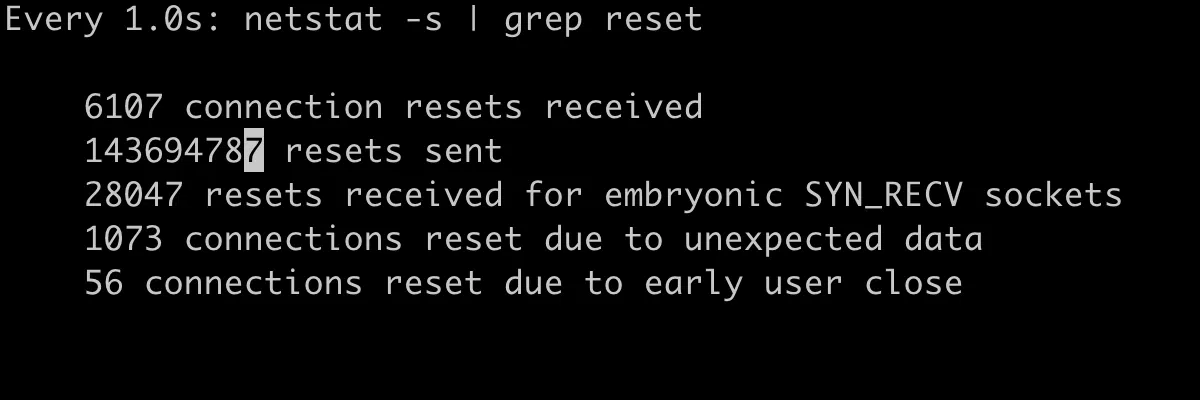 Every 1.0s: netstat -s | grep reset
6107 connection resets received
143694787 resets sent
28047 resets received for embryonic SYN_RECV sockets
1073 connections reset due to unexpected data
56 connections reset due to early user close